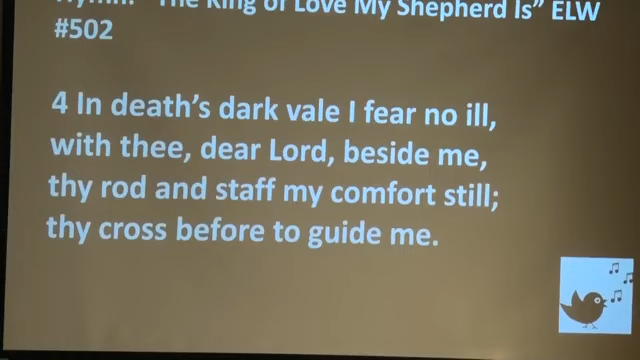 Hymn: "The King of Love My Shepherd Is" ELW
#502
4 In death's dark vale I fear no ill,
with thee, dear Lord, beside me,
thy rod and staff my comfort still;
thy cross before to guide me.